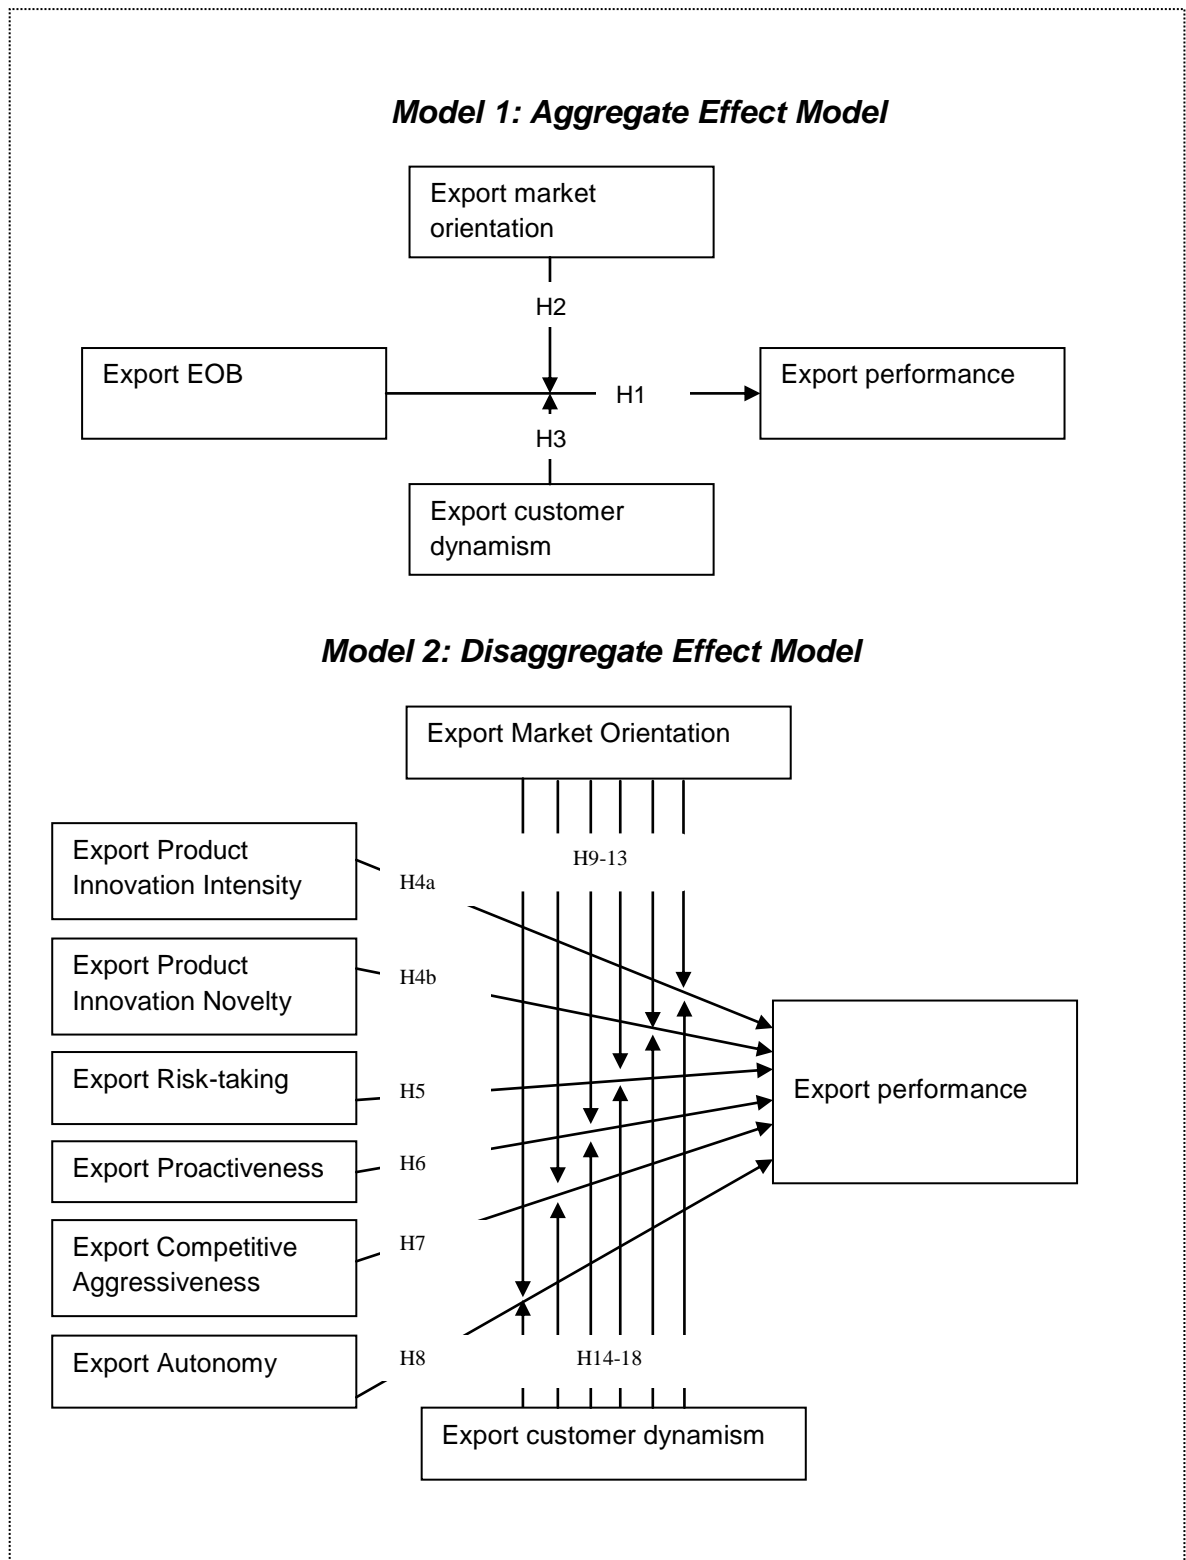 Model 1: Aggregate Effect Model
Export market
orientation
H2
Export EOB
H1
Export performance
H3
Export customer
dynamism
Model 2: Disaggregate Effect Model
Export Market Orientation
Export Product
Innovation Intensity
H9-13
H4a
Export Product
Innovation Novelty
H4b
Export Risk-taking
H5
Export performance
Export Proactiveness
H6
Export Competitive
Aggressiveness
H7
Export Autonomy
H8
H14-18
Export customer dynamism